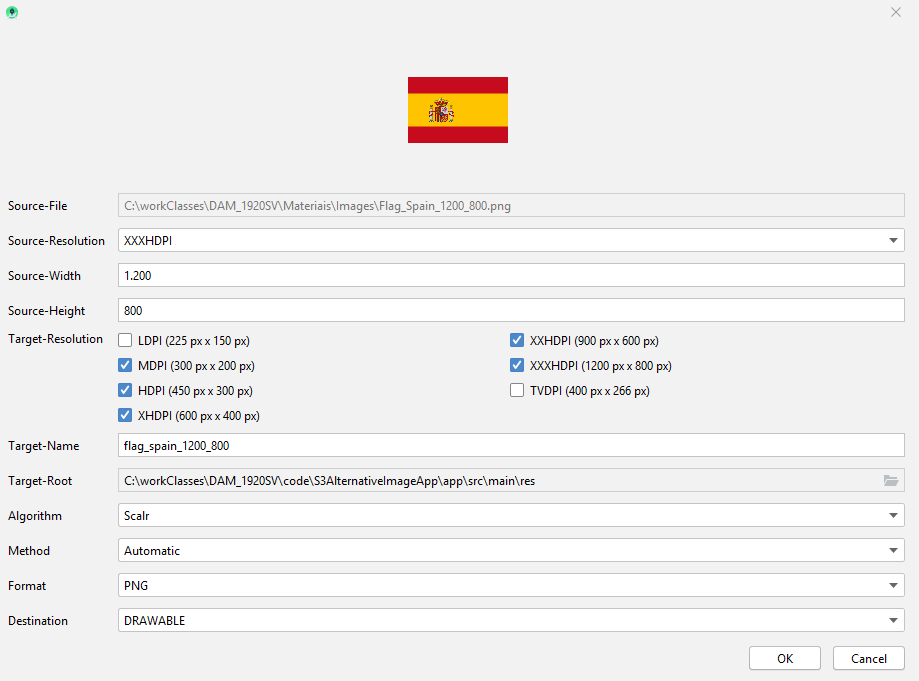 Source-File C:\workClasses\DAM_1920SV\Materiais\Images\Flag_Spain_1200_800.png
Source-Resolution XXXHDPI
Source-Width 1.200
Source-Height 800
Target-Resolution LDPI (225 px x 150 px) XXHDPI (900 px x 600 px)
MDPI (300 px x 200 px) XXXHDPI (1200 px x 800 px)
HDPI (450 px x 300 px) TVDPI (400 px x 266 px)
XHDPI (600 px x 400 px)
Target-Name flag_spain_1200_800
Target-Root C:\workClasses\DAM_1920SV\code\S3AlternativeImageApp\app\src\main\res
Algorithm Scalr
Method Automatic
Format PNG
Destination DRAWABLE
OK Cancel